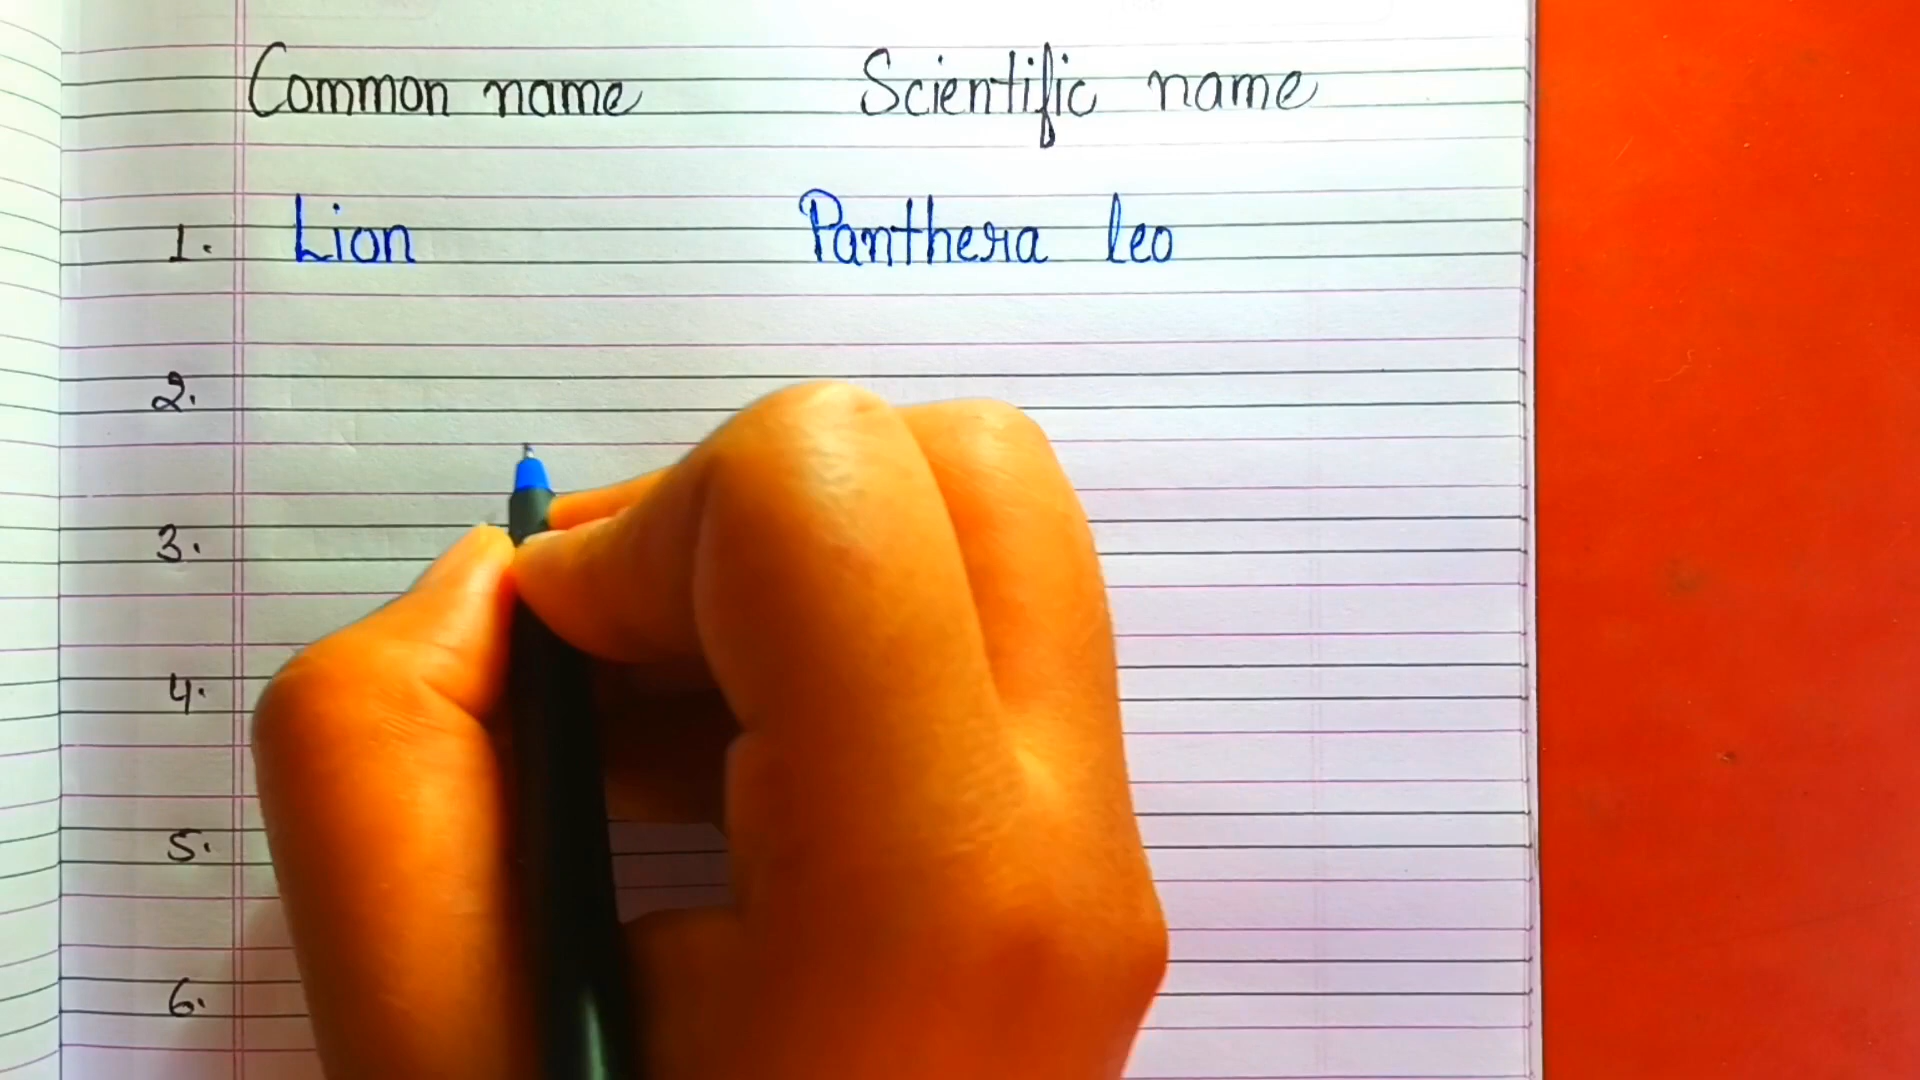 Common name Scientific name
1. Lion Panthera leo
2.
3.
4.
5.
6.